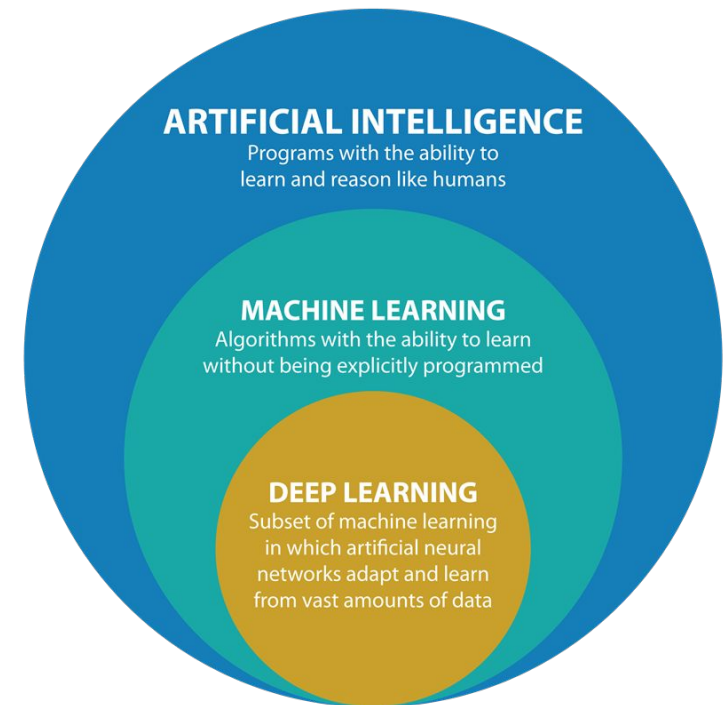 ARTIFICIAL INTELLIGENCE
Programs with the ability to
learn and reason like humans
MACHINE LEARNING
Algorithms with the ability to learn
without being explicitly programmed
DEEP LEARNING
Subset of machine learning
in which artificial neural
networks adapt and learn
from vast amounts of data